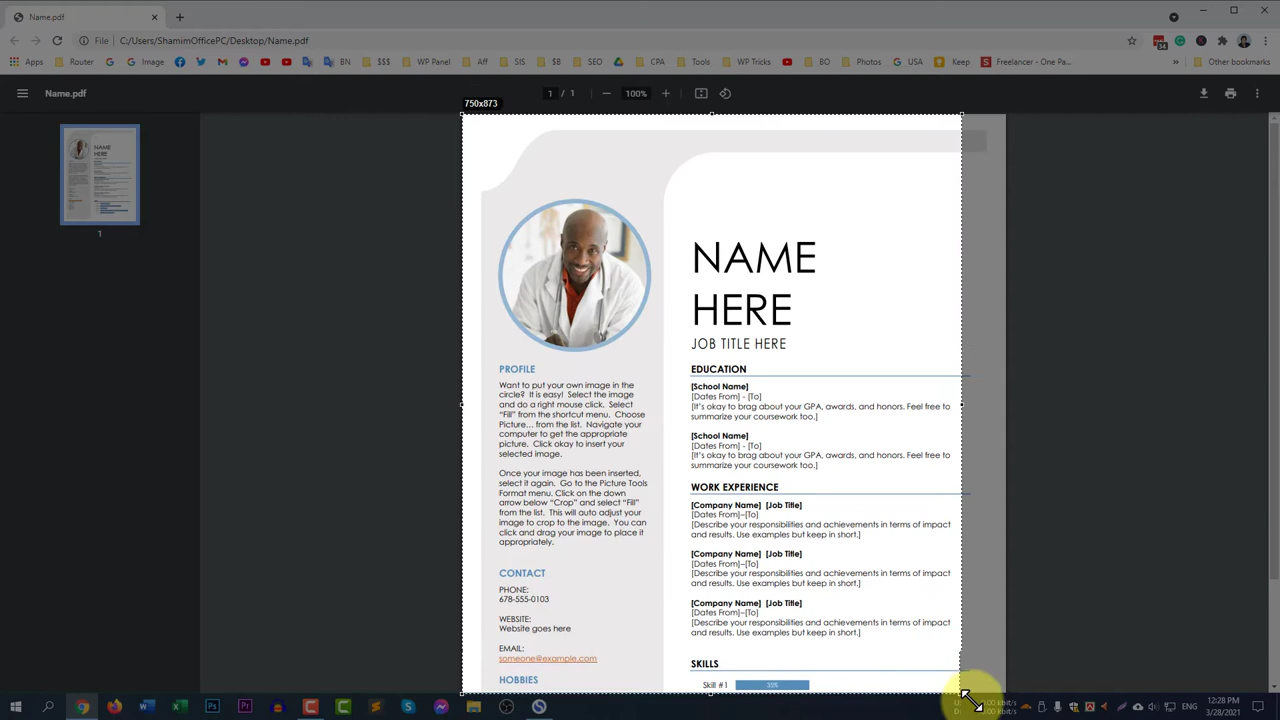 Name.pdf
File
C:/Users/ShamimOfficePC/Desktop/Name.pdf
34
Apps
Router
Image
BN
$$$
WP Panel
Aff
SIS
$B
SEO
CPA
Tools
WP Tricks
BO
Photos
USA
Keep
Freelancer - One Pa...
Name.pdf
1 / 1
100%
750x873
1
NAME
HERE
JOB TITLE HERE
PROFILE
Want to put your own image in the
circle? It is easy! Select the image
and do a right mouse click. Select
“Fill” from the shortcut menu. Choose
Picture… from the list. Navigate your
computer to get the appropriate
picture. Click okay to insert your
selected image.
Once your image has been inserted,
select it again. Go to the Picture Tools
Format menu. Click on the down
arrow below “Crop” and select “Fill”
from the list. This will auto adjust your
image to crop to the image. You can
click and drag your image to place it
appropriately.
CONTACT
PHONE:
678-555-0103
WEBSITE:
Website goes here
EMAIL:
someone@example.com
HOBBIES
EDUCATION
[School Name]
[Dates From] - [To]
[It’s okay to brag about your GPA, awards, and honors. Feel free to
summarize your coursework too.]
[School Name]
[Dates From] - [To]
[It’s okay to brag about your GPA, awards, and honors. Feel free to
summarize your coursework too.]
WORK EXPERIENCE
[Company Name] [Job Title]
[Dates From]–[To]
[Describe your responsibilities and achievements in terms of impact
and results. Use examples but keep in short.]
[Company Name] [Job Title]
[Dates From]–[To]
[Describe your responsibilities and achievements in terms of impact
and results. Use examples but keep in short.]
[Company Name] [Job Title]
[Dates From]–[To]
[Describe your responsibilities and achievements in terms of impact
and results. Use examples but keep in short.]
SKILLS
Skill #1
35%
12:28 PM
3/28/2021